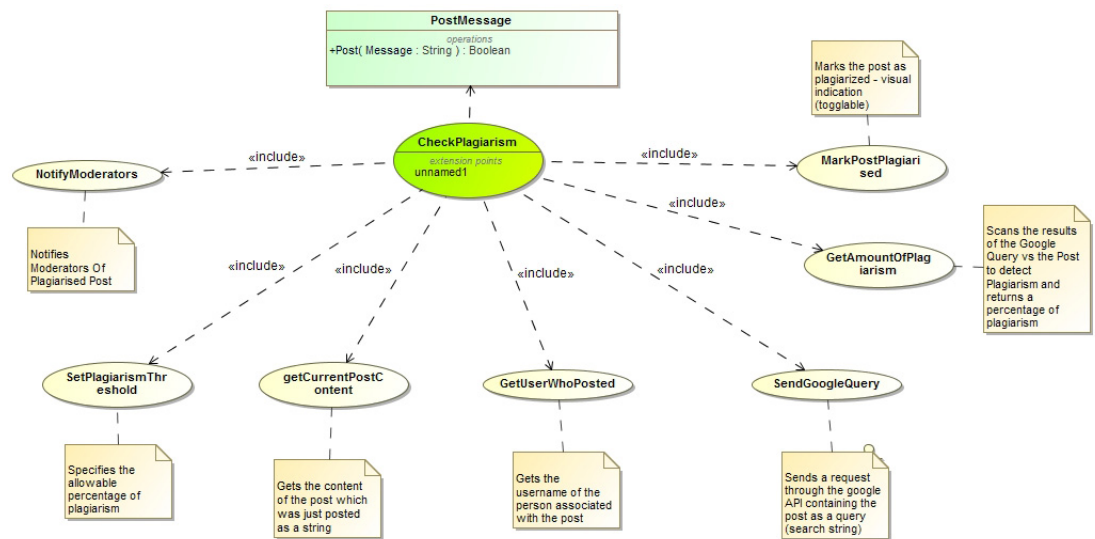 PostMessage
operations
+Post( Message : String ) : Boolean
Marks the post as
plagiarized - visual
indication
(togglable)
CheckPlagiarism
extension points
unnamed1
«include»
«include»
NotifyModerators
MarkPostPlagiari
sed
Notifies
Moderators Of
Plagiarised Post
«include»
GetAmountOfPlag
iarism
Scans the results
of the Google
Query vs the Post
to detect
Plagiarism and
returns a
percentage of
plagiarism
«include»
«include»
«include»
«include»
SetPlagiarismThr
eshold
getCurrentPostC
ontent
GetUserWhoPosted
SendGoogleQuery
Specifies the
allowable
percentage of
plagiarism
Gets the content
of the post which
was just posted
as a string
Gets the
username of the
person associated
with the post
Sends a request
through the google
API containing the
post as a query
(search string)